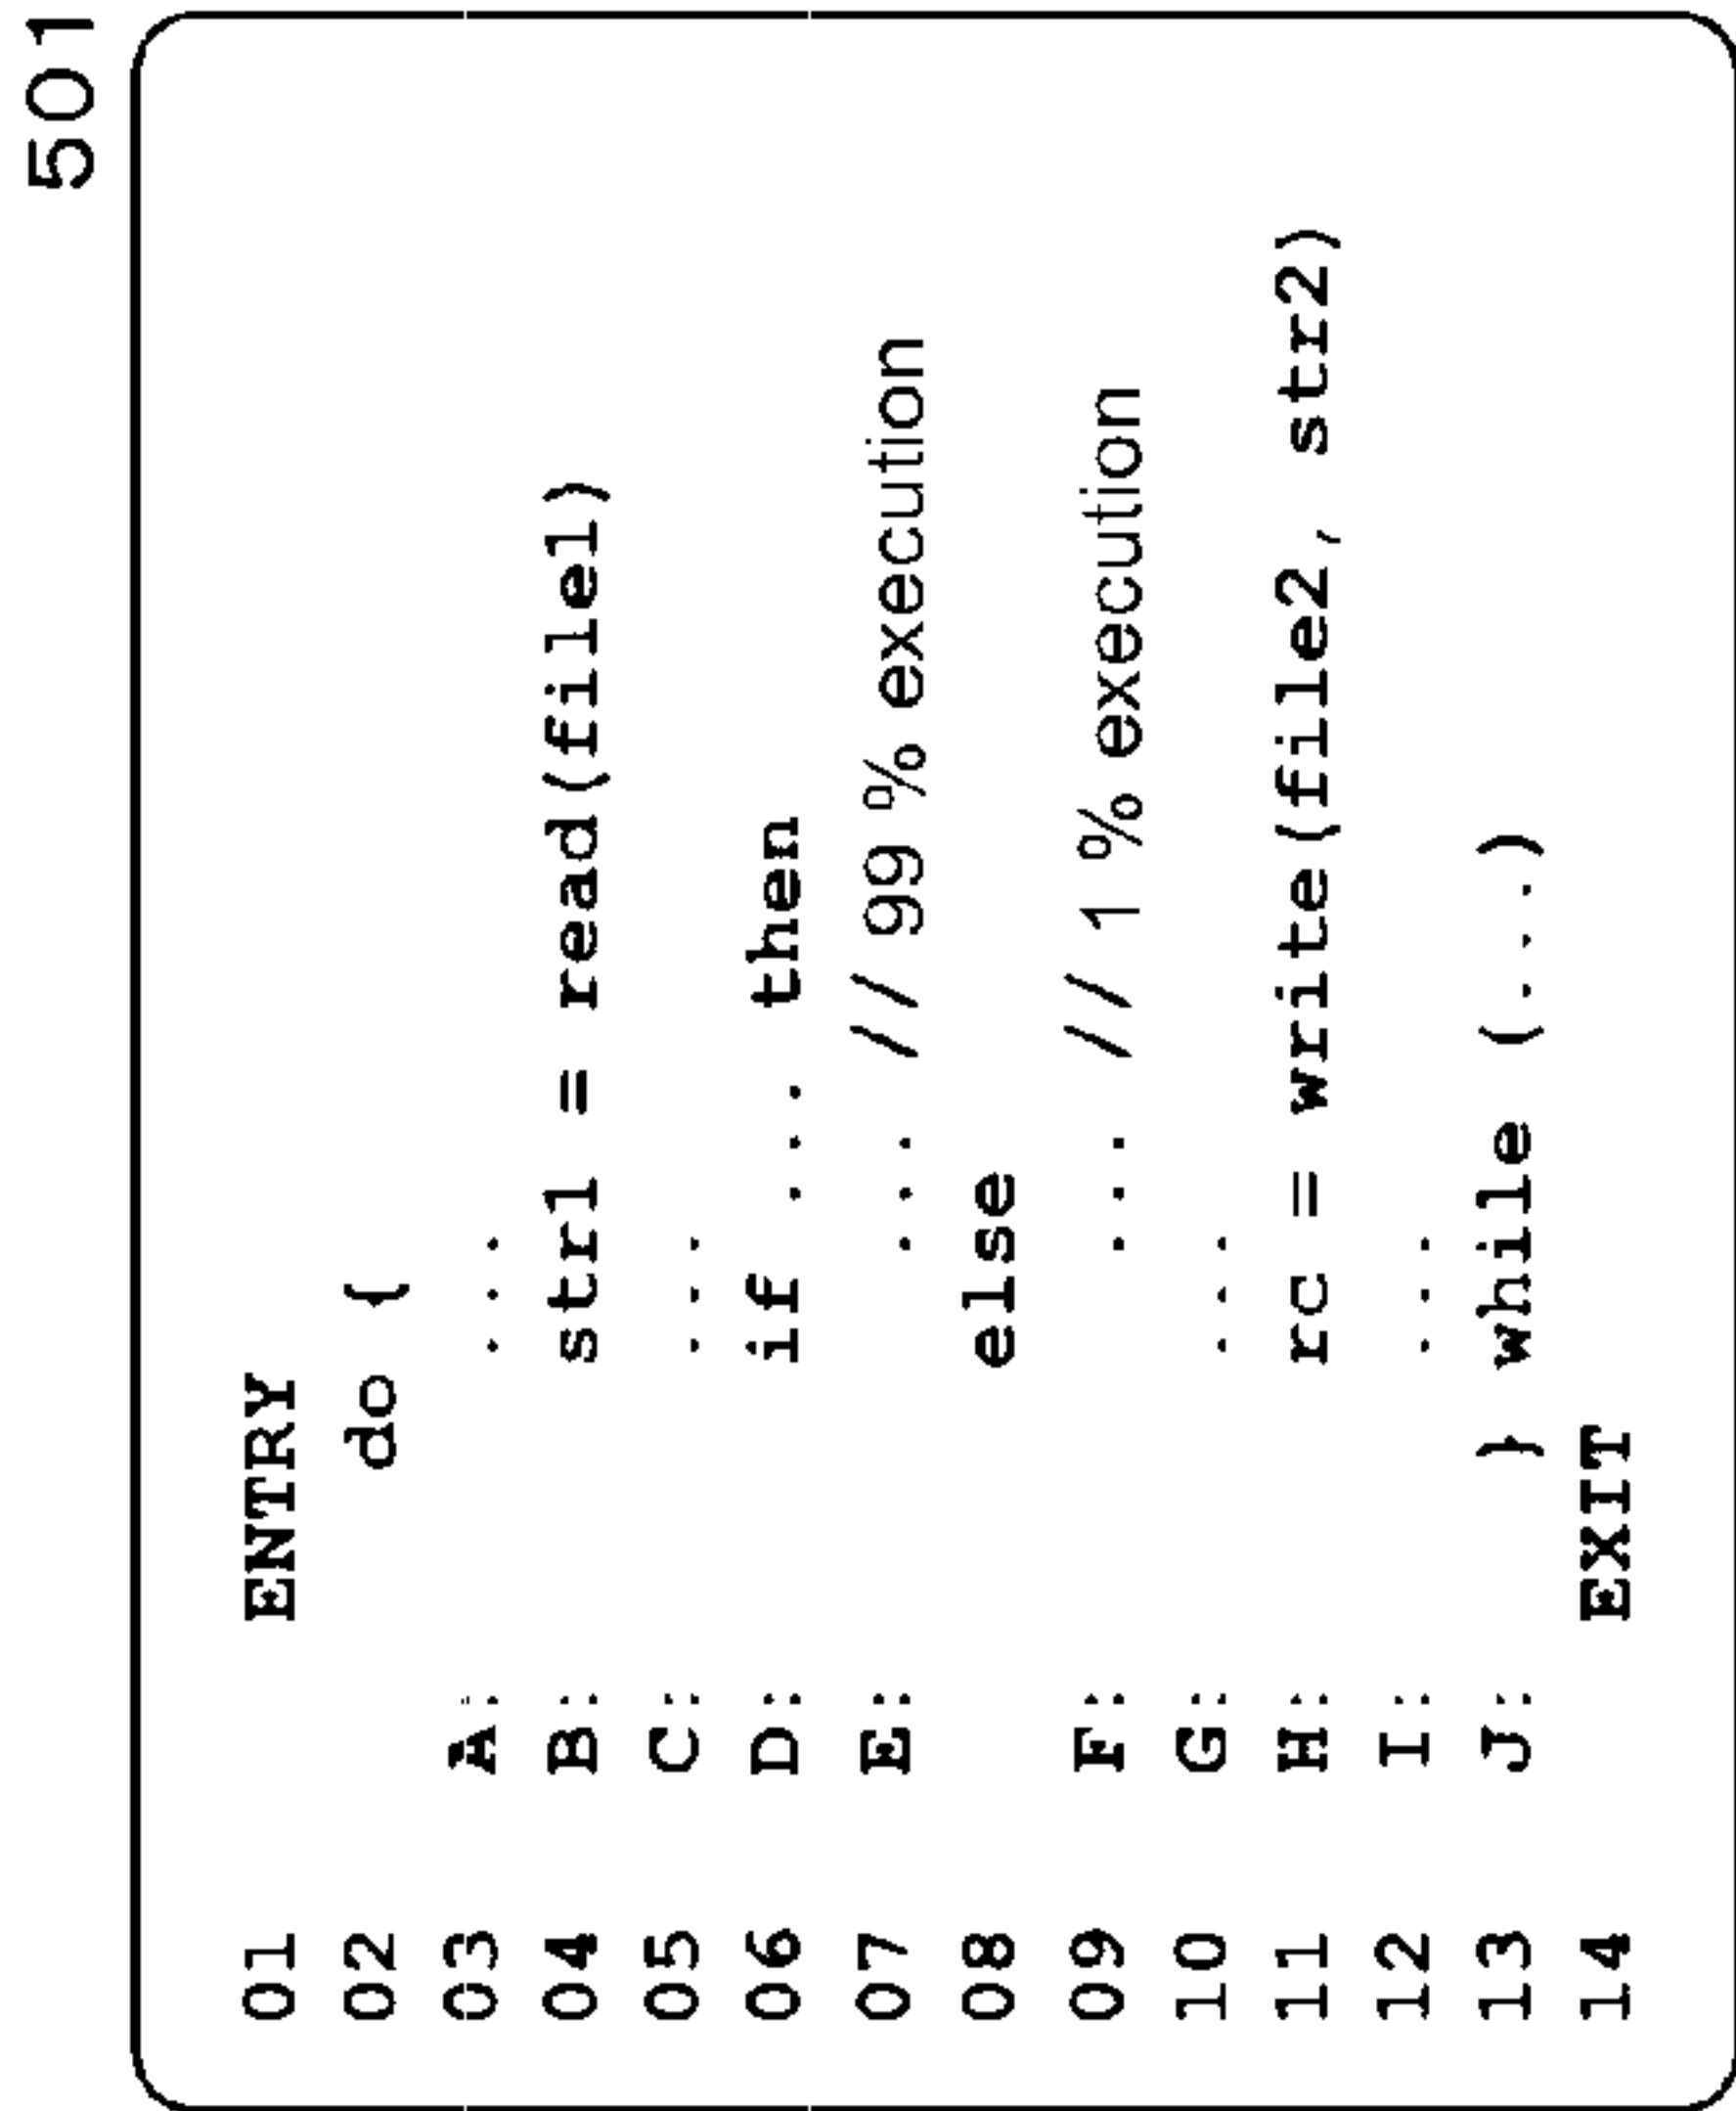 501
01 ENTRY
02 do {
03 A: ...
04 B: str1 = read(file1)
05 C: ...
06 D: if ... then
07 E: ... // 99 % execution
08 else
09 F: ... // 1 % execution
10 G: ...
11 H: rc = write(file2, str2)
12 I: ...
13 J: } while (...)
14 EXIT